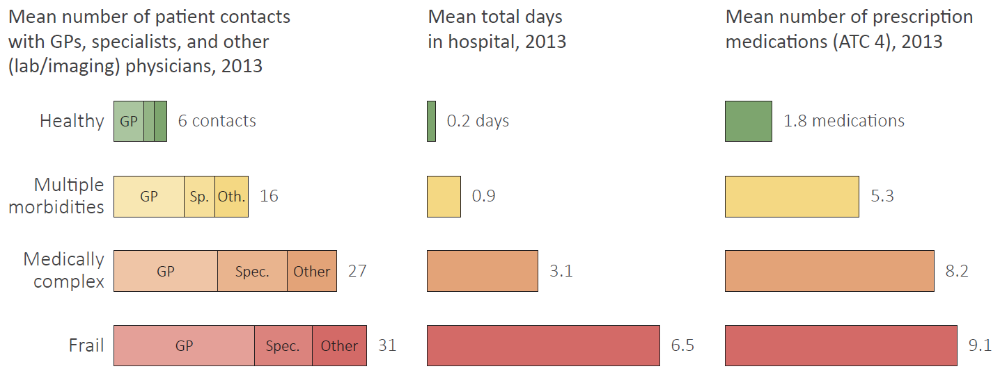 Mean number of patient contacts
with GPs, specialists, and other
(lab/imaging) physicians, 2013
Mean total days
in hospital, 2013
Mean number of prescription
medications (ATC 4), 2013
Healthy
GP
6 contacts
0.2 days
1.8 medications
Multiple
morbidities
GP
Sp.
Oth.
16
0.9
5.3
Medically
complex
GP
Spec.
Other
27
3.1
8.2
Frail
GP
Spec.
Other
31
6.5
9.1